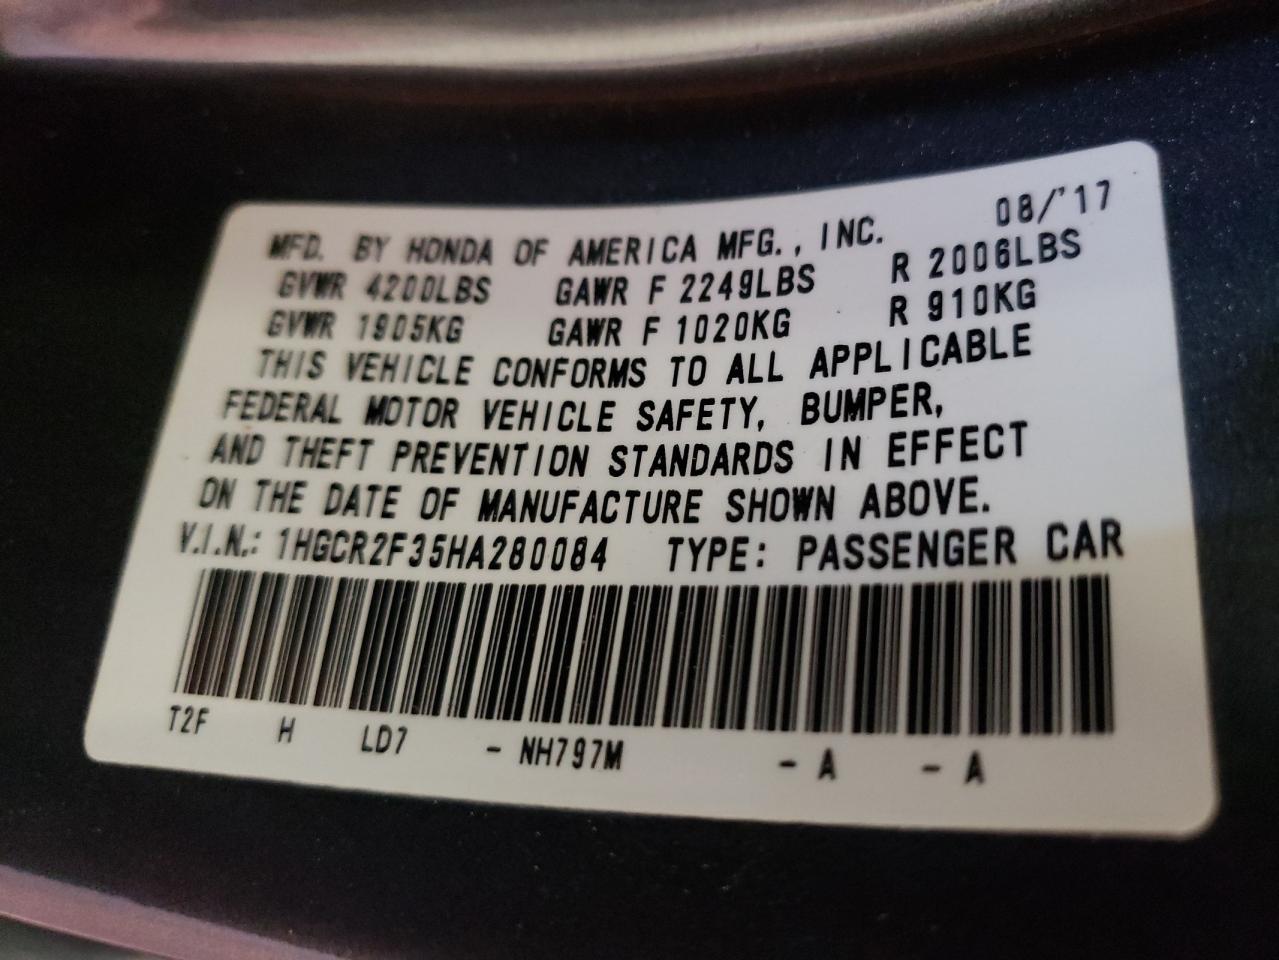 MFD. BY HONDA OF AMERICA MFG., INC. 08/'17
GVWR 4200LBS GAWR F 2249LBS R 2006LBS
GVWR 1905KG GAWR F 1020KG R 910KG
THIS VEHICLE CONFORMS TO ALL APPLICABLE
FEDERAL MOTOR VEHICLE SAFETY, BUMPER,
AND THEFT PREVENTION STANDARDS IN EFFECT
ON THE DATE OF MANUFACTURE SHOWN ABOVE.
V.I.N.: 1HGCR2F35HA280084 TYPE: PASSENGER CAR
T2F H LD7 - NH797M - A - A